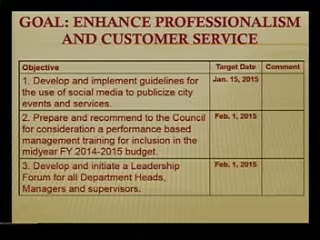 GOAL: ENHANCE PROFESSIONALISM
AND CUSTOMER SERVICE
Objective Target Date Comment
1. Develop and implement guidelines for Jan. 15, 2015
the use of social media to publicize city
events and services.
2. Prepare and recommend to the Council Feb. 1, 2015
for consideration a performance based
management training for inclusion in the
midyear FY 2014-2015 budget.
3. Develop and initiate a Leadership Feb. 1, 2015
Forum for all Department Heads,
Managers and supervisors.